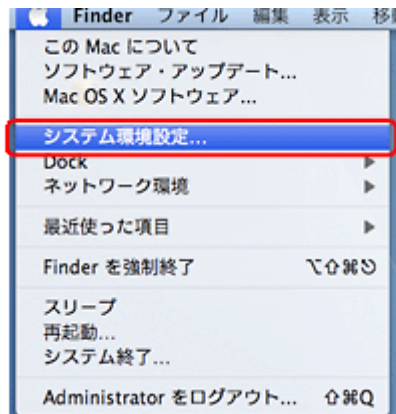 Finder ファイル 編集 表示 移
この Mac について
ソフトウェア・アップデート...
Mac OS X ソフトウェア...
システム環境設定...
Dock
ネットワーク環境
最近使った項目
Finder を強制終了 ⌥⇧⌘⎋
スリープ
再起動...
システム終了...
Administrator をログアウト... ⇧⌘Q